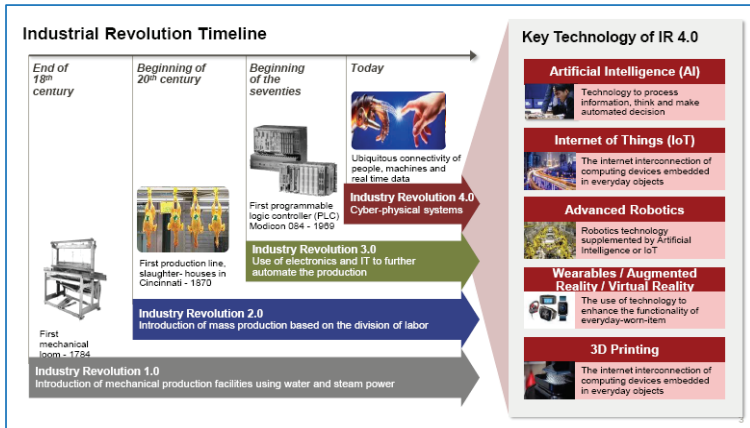 Industrial Revolution Timeline
End of
18th
century
Beginning of
20th century
Beginning
of the
seventies
Today
Ubiquitous connectivity of
people, machines and
real time data
First programmable
logic controller (PLC)
Modicon 084 - 1969
First production line,
slaughter- houses in
Cincinnati - 1870
First
mechanical
loom - 1784
Industry Revolution 4.0
Cyber-physical systems
Industry Revolution 3.0
Use of electronics and IT to further
automate the production
Industry Revolution 2.0
Introduction of mass production based on the division of labor
Industry Revolution 1.0
Introduction of mechanical production facilities using water and steam power
Key Technology of IR 4.0
Artificial Intelligence (AI)
Technology to process
information, think and make
automated decision
Internet of Things (IoT)
The internet interconnection of
computing devices embedded
in everyday objects
Advanced Robotics
Robotics technology
supplemented by Artificial
Intelligence or IoT
Wearables / Augmented
Reality / Virtual Reality
The use of technology to
enhance the functionality of
everyday-worn-item
3D Printing
The internet interconnection of
computing devices embedded
in everyday objects
3